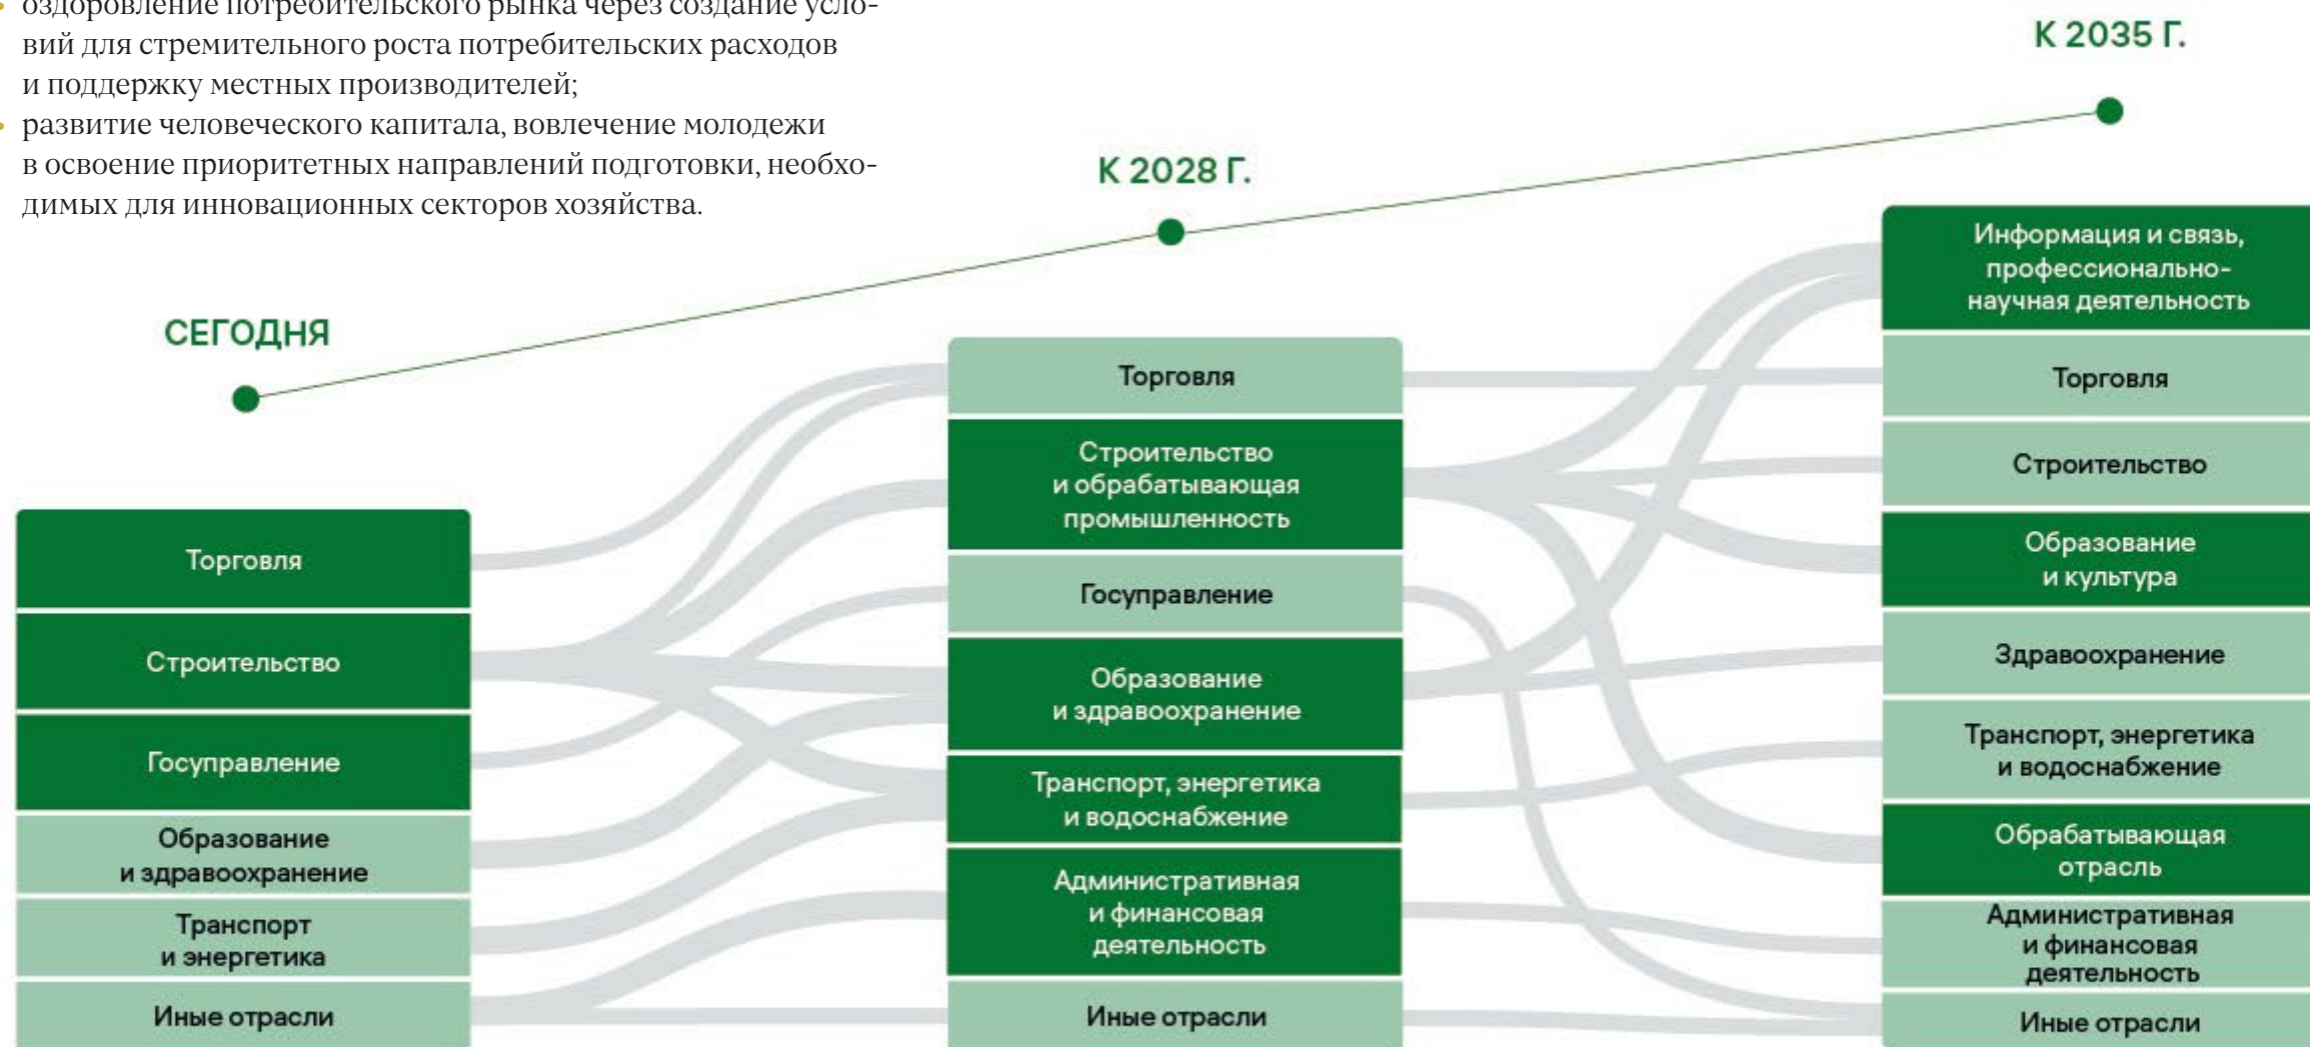 оздоровление потребительского рынка через создание усло-
вий для стремительного роста потребительских расходов
и поддержку местных производителей;
развитие человеческого капитала, вовлечение молодежи
в освоение приоритетных направлений подготовки, необхо-
димых для инновационных секторов хозяйства.
СЕГОДНЯ
Торговля
Строительство
Госуправление
Образование
и здравоохранение
Транспорт
и энергетика
Иные отрасли
К 2028 Г.
Торговля
Строительство
и обрабатывающая
промышленность
Госуправление
Образование
и здравоохранение
Транспорт, энергетика
и водоснабжение
Административная
и финансовая
деятельность
Иные отрасли
К 2035 Г.
Информация и связь,
профессионально-
научная деятельность
Торговля
Строительство
Образование
и культура
Здравоохранение
Транспорт, энергетика
и водоснабжение
Обрабатывающая
отрасль
Административная
и финансовая
деятельность
Иные отрасли